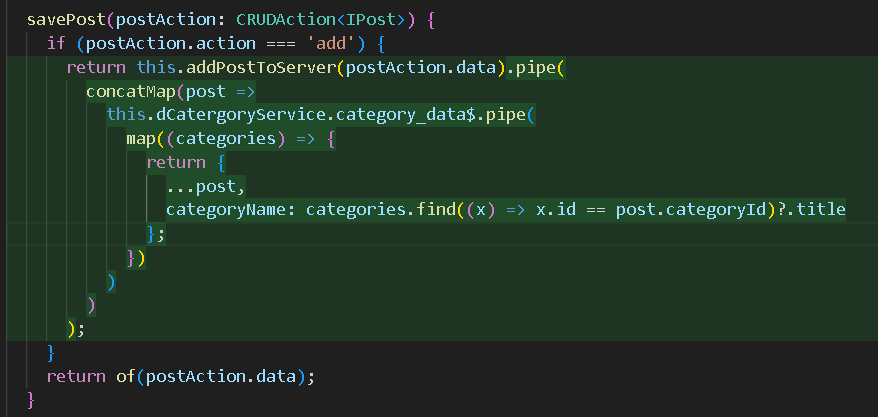 savePost(postAction: CRUDAction<IPost>) {
if (postAction.action === 'add') {
return this.addPostToServer(postAction.data).pipe(
concatMap(post =>
this.dCatergoryService.category_data$.pipe(
map((categories) => {
return {
...post,
categoryName: categories.find((x) => x.id == post.categoryId)?.title
};
})
)
)
);
}
return of(postAction.data);
}